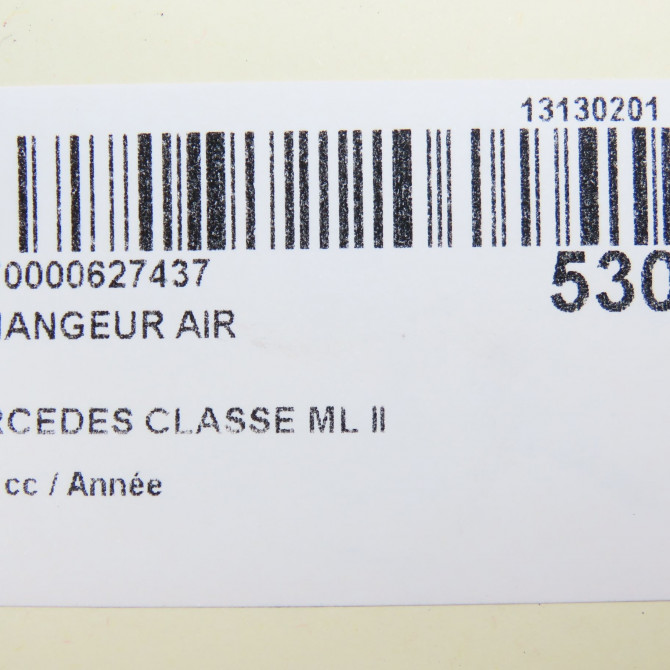 13130201
0000627437
530
HANGEUR AIR
RCEDES CLASSE ML II
cc / Année